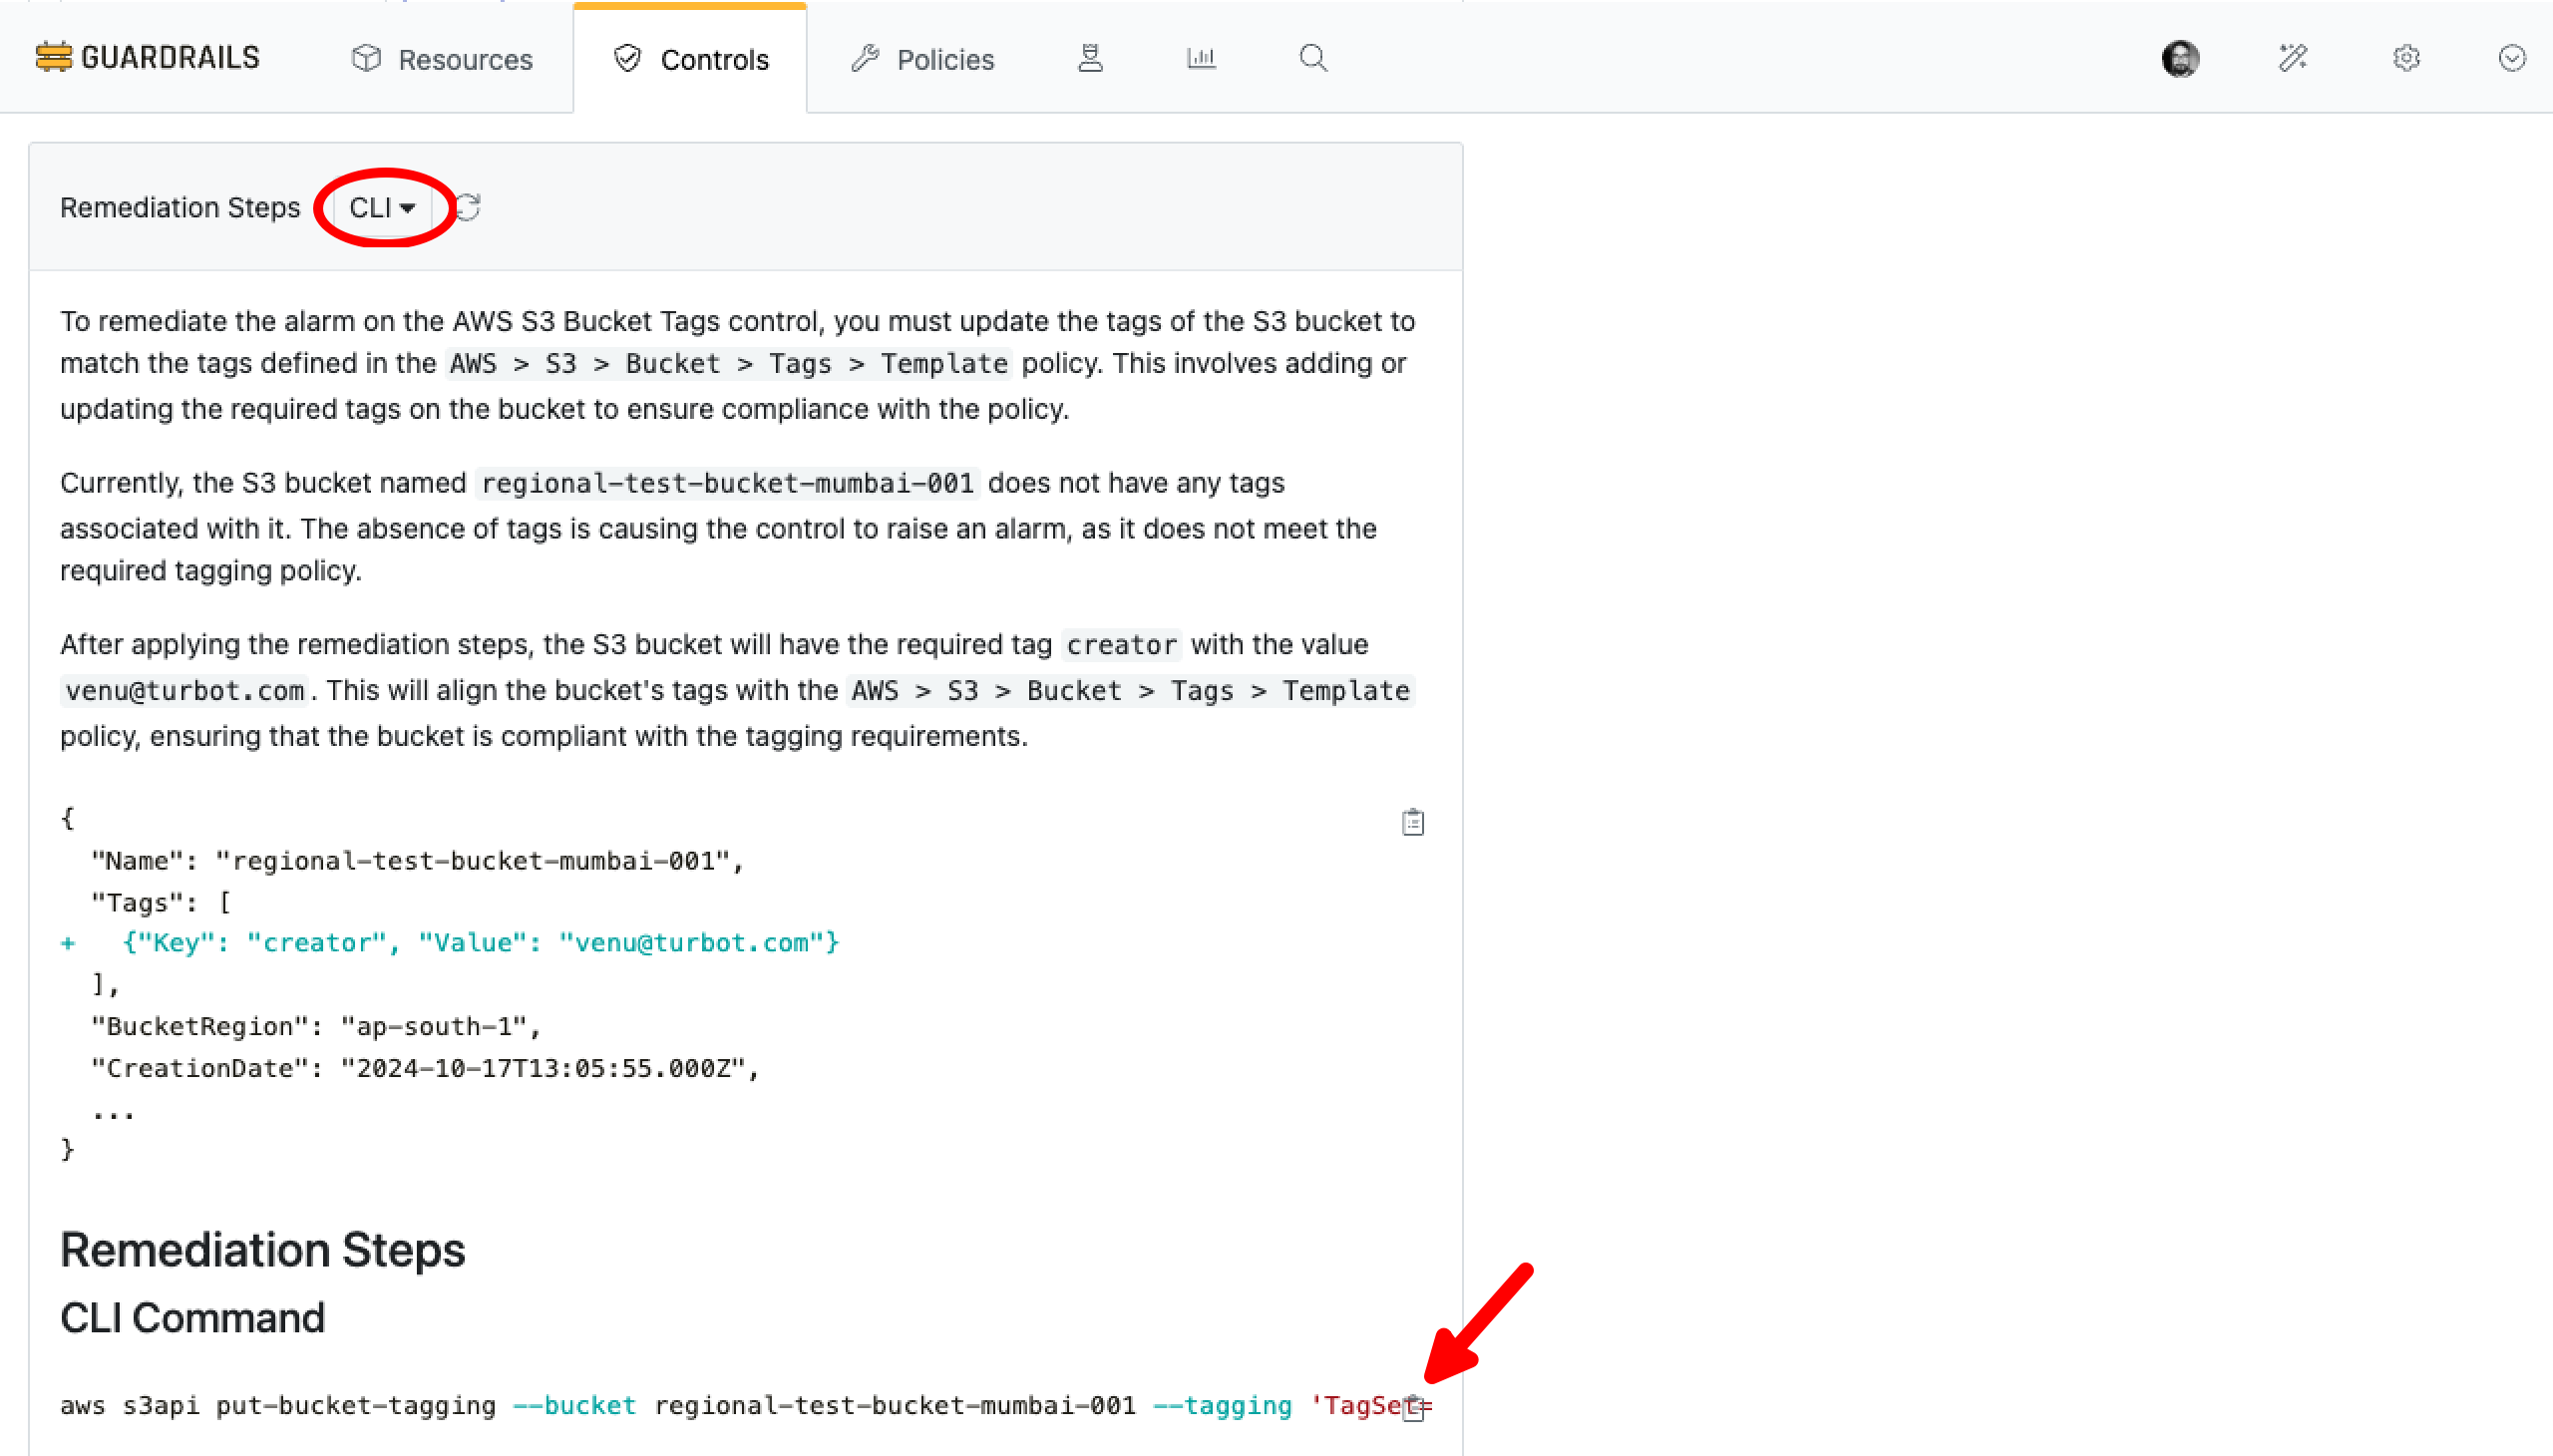 GUARDRAILS Resources Controls Policies
Remediation Steps CLI
To remediate the alarm on the AWS S3 Bucket Tags control, you must update the tags of the S3 bucket to
match the tags defined in the AWS > S3 > Bucket > Tags > Template policy. This involves adding or
updating the required tags on the bucket to ensure compliance with the policy.
Currently, the S3 bucket named regional-test-bucket-mumbai-001 does not have any tags
associated with it. The absence of tags is causing the control to raise an alarm, as it does not meet the
required tagging policy.
After applying the remediation steps, the S3 bucket will have the required tag creator with the value
venu@turbot.com. This will align the bucket's tags with the AWS > S3 > Bucket > Tags > Template
policy, ensuring that the bucket is compliant with the tagging requirements.
{
"Name": "regional-test-bucket-mumbai-001",
"Tags": [
+ {"Key": "creator", "Value": "venu@turbot.com"}
],
"BucketRegion": "ap-south-1",
"CreationDate": "2024-10-17T13:05:55.000Z",
...
}
Remediation Steps
CLI Command
aws s3api put-bucket-tagging --bucket regional-test-bucket-mumbai-001 --tagging 'TagSet=